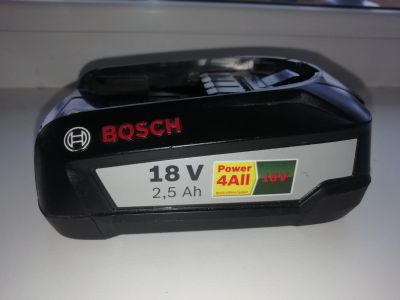 BOSCH
18 V
2,5 Ah
Power
4All
18V